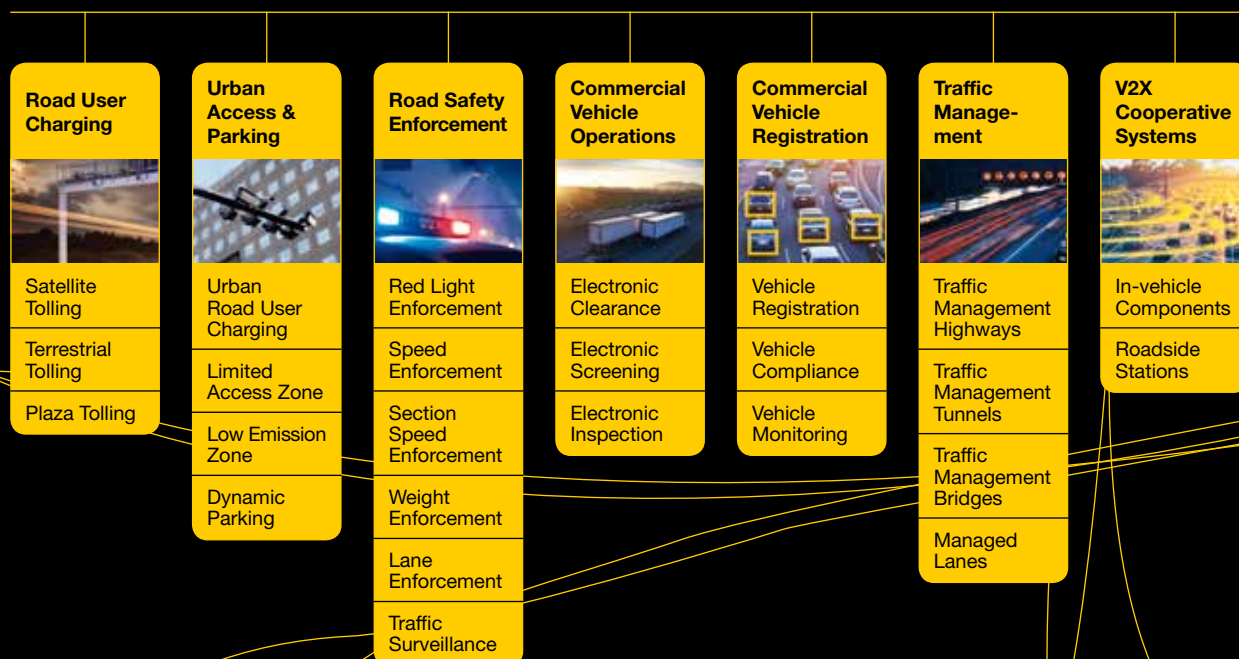 Road User
Charging
Satellite
Tolling
Terrestrial
Tolling
Plaza Tolling
Urban
Access &
Parking
Urban
Road User
Charging
Limited
Access Zone
Low Emission
Zone
Dynamic
Parking
Road Safety
Enforcement
Red Light
Enforcement
Speed
Enforcement
Section
Speed
Enforcement
Weight
Enforcement
Lane
Enforcement
Traffic
Surveillance
Commercial
Vehicle
Operations
Electronic
Clearance
Electronic
Screening
Electronic
Inspection
Commercial
Vehicle
Registration
Vehicle
Registration
Vehicle
Compliance
Vehicle
Monitoring
Traffic
Manage-
ment
Traffic
Management
Highways
Traffic
Management
Tunnels
Traffic
Management
Bridges
Managed
Lanes
V2X
Cooperative
Systems
In-vehicle
Components
Roadside
Stations